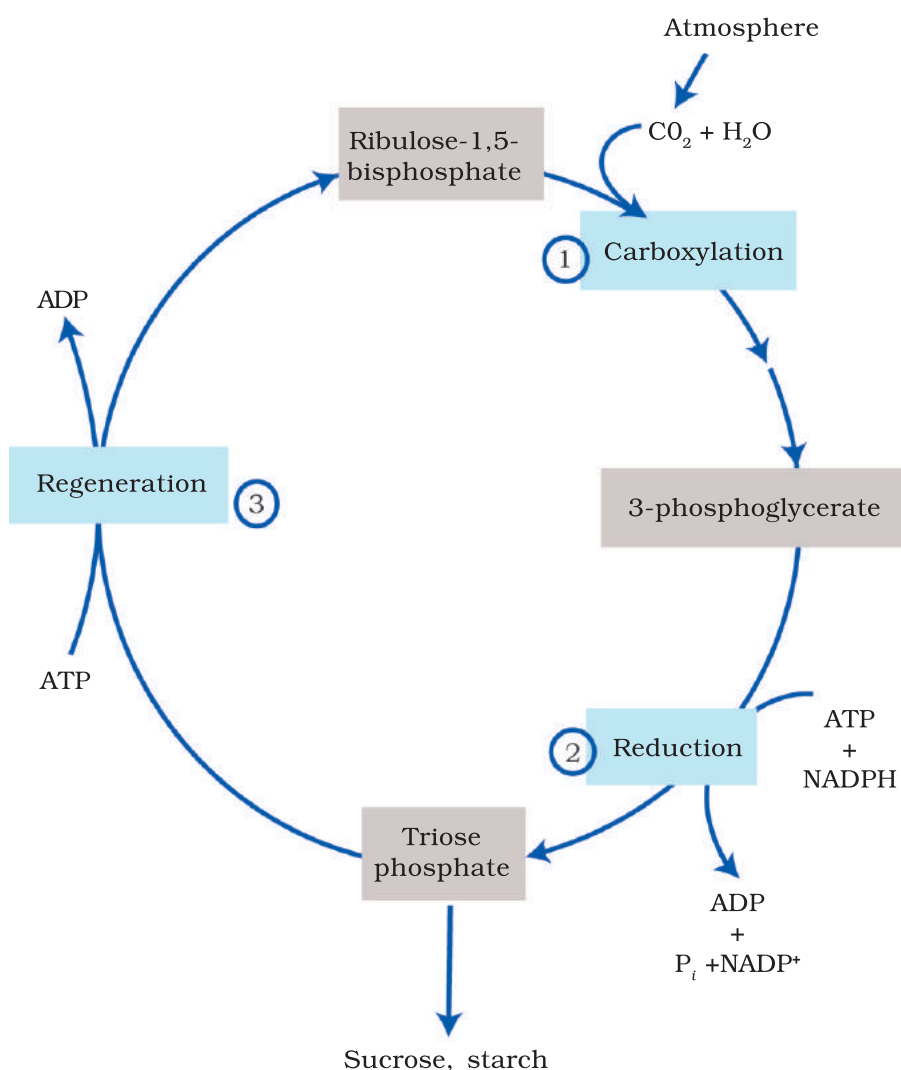 Atmosphere
C0₂ + H₂O
Ribulose-1,5-
bisphosphate
1
Carboxylation
ADP
Regeneration
3
3-phosphoglycerate
ATP
2
Reduction
ATP
+
NADPH
Triose
phosphate
ADP
+
Pᵢ +NADP⁺
Sucrose, starch